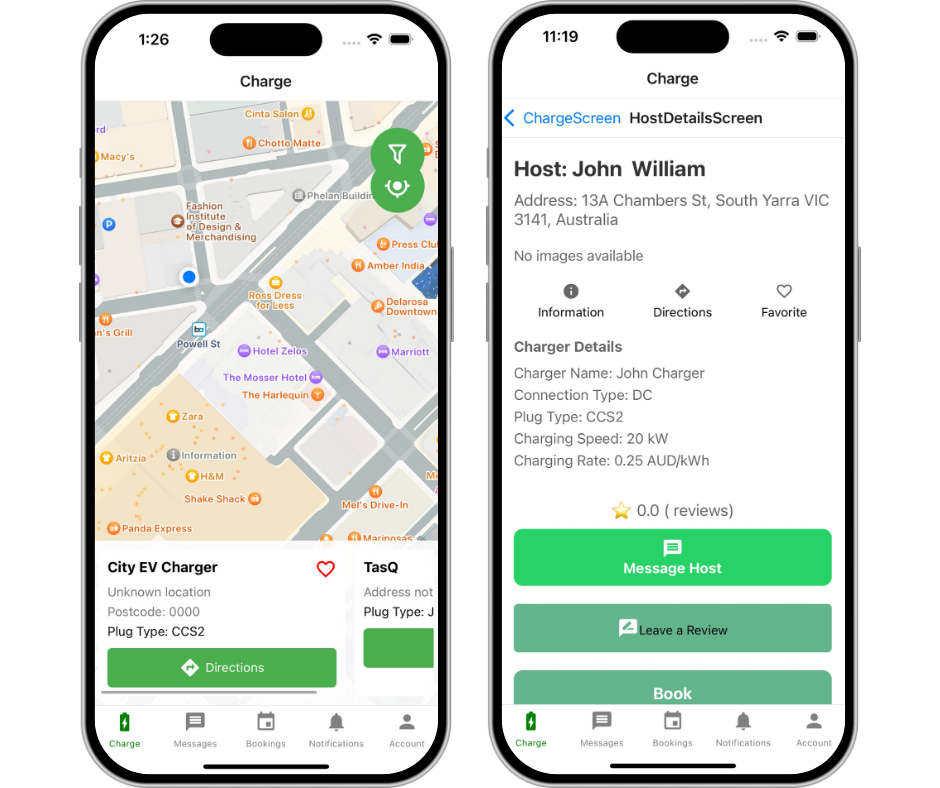 1:26
Charge
Cinta Salon
Chotto Matte
rd
Macy's
Phelan Buildin
Fashion
Institute
of Design &
Merchandising
P
Press Clu
Amber India
Ross Dress
for Less
Delarosa
Downtown
n's Grill
Powell St
Hotel Zelos
Marriott
The Mosser Hotel
The Harlequin
Zara
Aritzia
Information
H&M
Shake Shack
Mel's Drive-In
Panda Express
Mariposas
City EV Charger
Unknown location
Postcode: 0000
Plug Type: CCS2
Directions
TasQ
Address not
Plug Type: J
Charge
Messages
Bookings
Notifications
Account
11:19
Charge
ChargeScreen HostDetailsScreen
Host: John William
Address: 13A Chambers St, South Yarra VIC
3141, Australia
No images available
Information
Directions
Favorite
Charger Details
Charger Name: John Charger
Connection Type: DC
Plug Type: CCS2
Charging Speed: 20 kW
Charging Rate: 0.25 AUD/kWh
0.0 ( reviews)
Message Host
Leave a Review
Book
Charge
Messages
Bookings
Notifications
Account